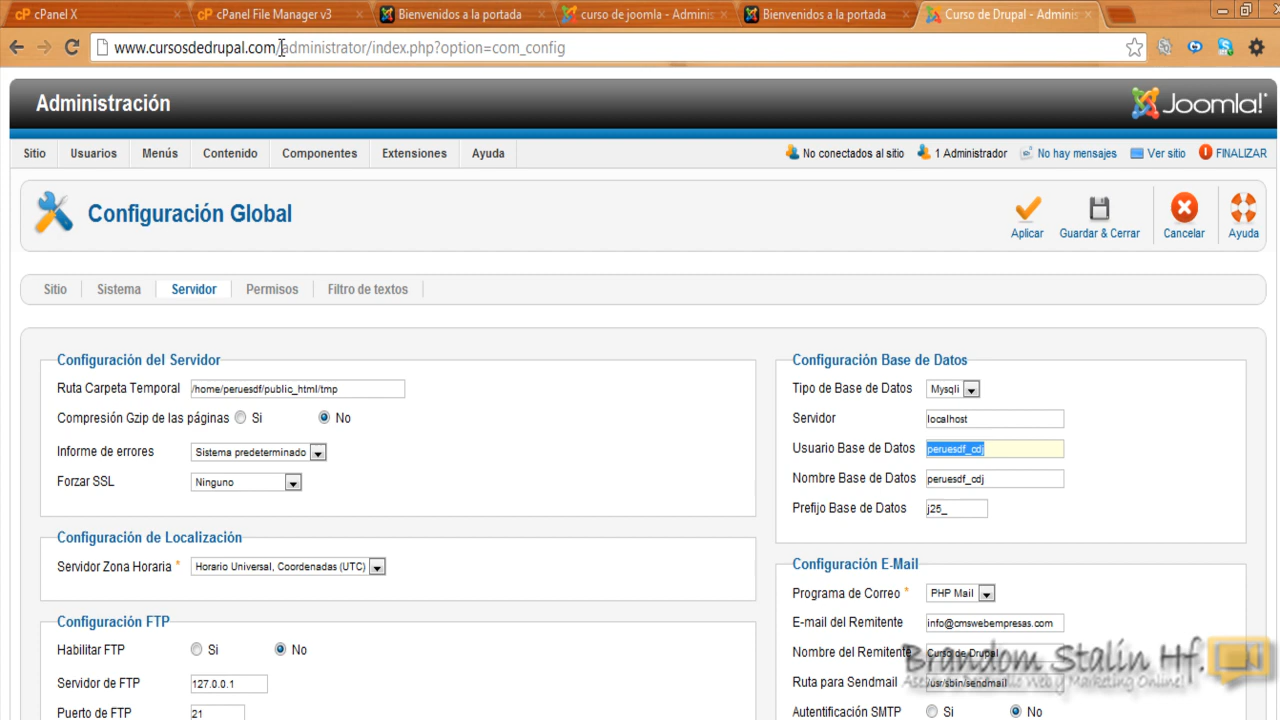 cPanel X
cPanel File Manager v3
Bienvenidos a la portada
curso de joomla - Adminis
Bienvenidos a la portada
Curso de Drupal - Adminis
www.cursosdedrupal.com/administrator/index.php?option=com_config
Administración
Joomla!
Sitio Usuarios Menús Contenido Componentes Extensiones Ayuda
No conectados al sitio 1 Administrador No hay mensajes Ver sitio FINALIZAR
Configuración Global
Aplicar Guardar & Cerrar Cancelar Ayuda
Sitio Sistema Servidor Permisos Filtro de textos
Configuración del Servidor
Ruta Carpeta Temporal /home/peruesdf/public_html/tmp
Compresión Gzip de las páginas Si No
Informe de errores Sistema predeterminado
Forzar SSL Ninguno
Configuración de Localización
Servidor Zona Horaria * Horario Universal, Coordenadas (UTC)
Configuración FTP
Habilitar FTP Si No
Servidor de FTP 127.0.0.1
Puerto de FTP 21
Configuración Base de Datos
Tipo de Base de Datos Mysqli
Servidor localhost
Usuario Base de Datos peruesdf_cdj
Nombre Base de Datos peruesdf_cdj
Prefijo Base de Datos j25_
Configuración E-Mail
Programa de Correo * PHP Mail
E-mail del Remitente info@cmswebempresas.com
Nombre del Remitente Curso de Drupal
Ruta para Sendmail /usr/sbin/sendmail
Autentificación SMTP Si No
Brandom Stalin Hf.
Web y Marketing Online!